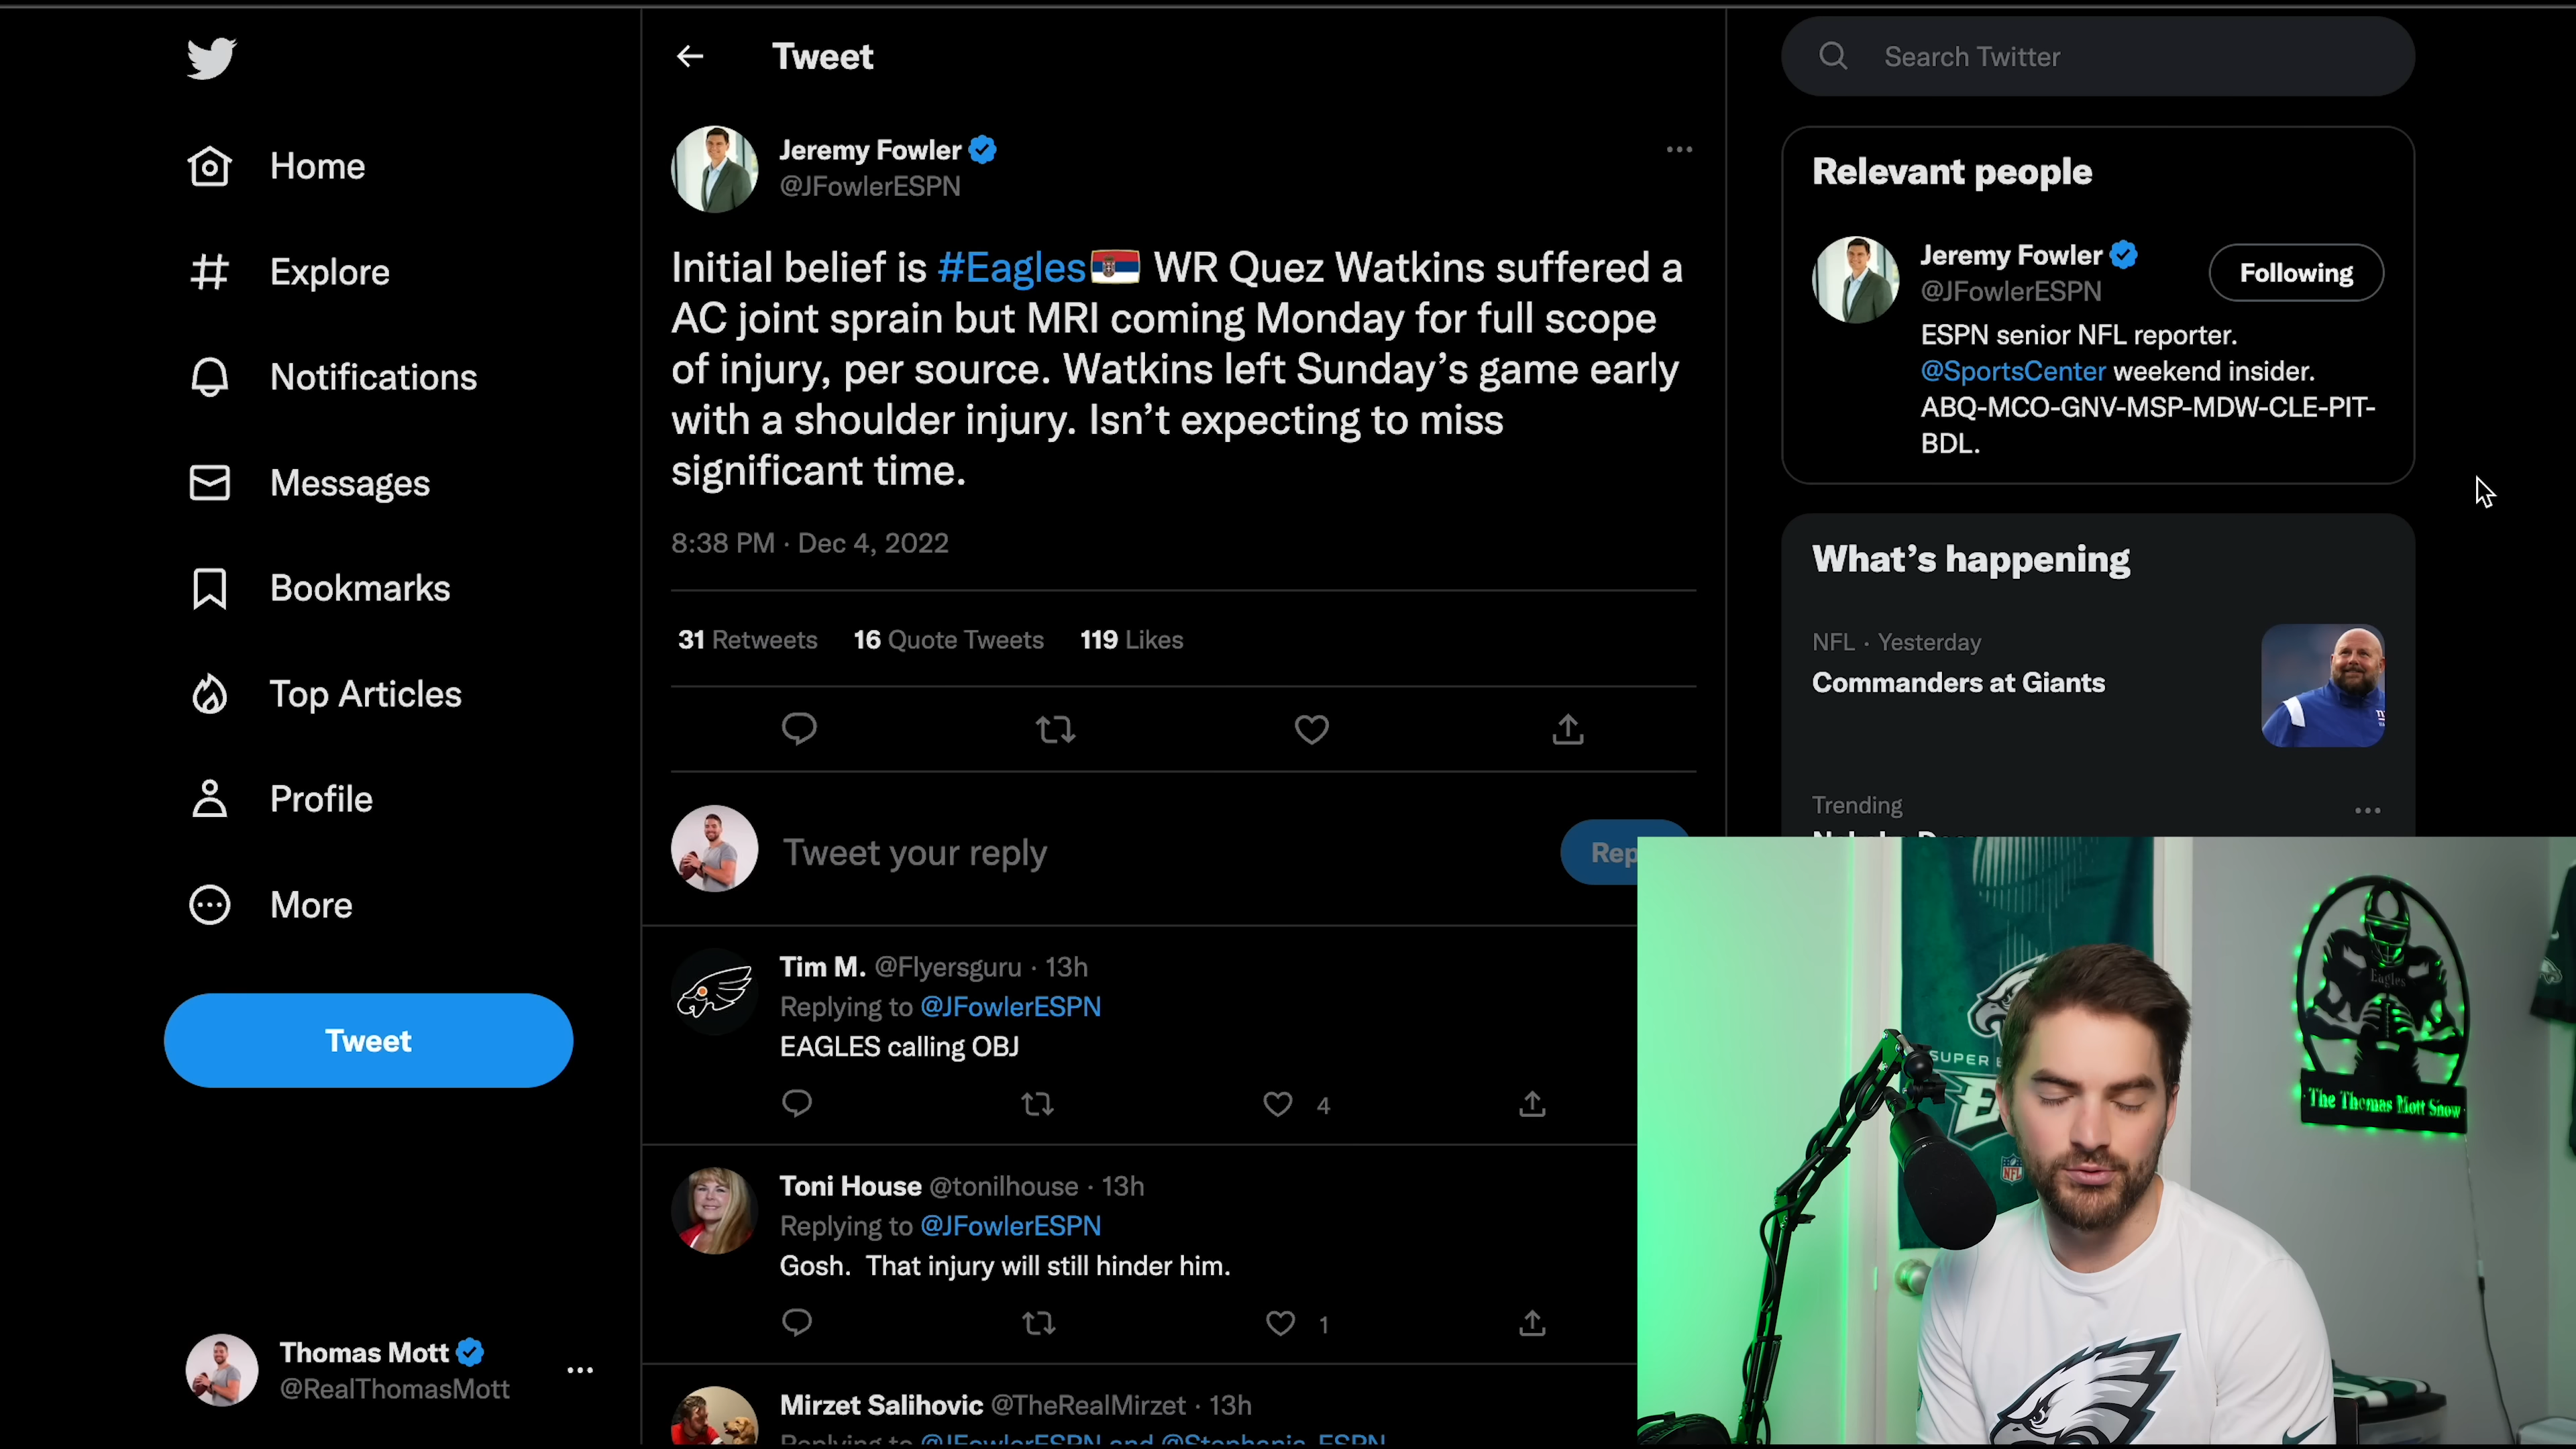 Tweet
Search Twitter
Home
Explore
Notifications
Messages
Bookmarks
Top Articles
Profile
More
Tweet
Thomas Mott
@RealThomasMott
Jeremy Fowler
@JFowlerESPN
Initial belief is #Eagles🇷🇸 WR Quez Watkins suffered a
AC joint sprain but MRI coming Monday for full scope
of injury, per source. Watkins left Sunday’s game early
with a shoulder injury. Isn’t expecting to miss
significant time.
8:38 PM · Dec 4, 2022
31 Retweets 16 Quote Tweets 119 Likes
Tweet your reply
Tim M. @Flyersguru · 13h
Replying to @JFowlerESPN
EAGLES calling OBJ
4
Toni House @tonilhouse · 13h
Replying to @JFowlerESPN
Gosh. That injury will still hinder him.
1
Mirzet Salihovic @TheRealMirzet · 13h
Replying to @JFowlerESPN and @Stephania_ESPN
Relevant people
Jeremy Fowler
@JFowlerESPN
Following
ESPN senior NFL reporter.
@SportsCenter weekend insider.
ABQ-MCO-GNV-MSP-MDW-CLE-PIT-
BDL.
What’s happening
NFL · Yesterday
Commanders at Giants
Trending
SUPER
NFL
Eagles
The Thomas Mott Show